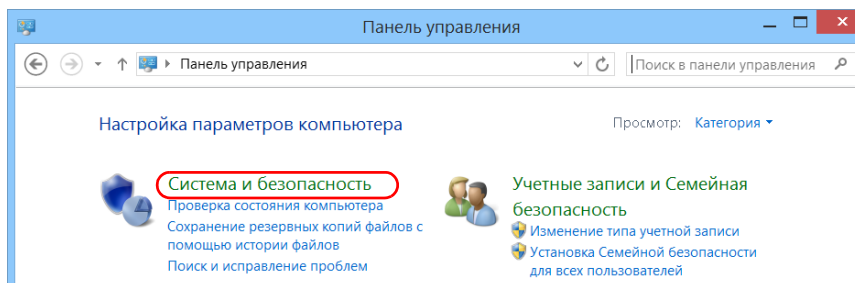 Панель управления
Панель управления
Поиск в панели управления
Настройка параметров компьютера
Просмотр: Категория
Система и безопасность
Проверка состояния компьютера
Сохранение резервных копий файлов с
помощью истории файлов
Поиск и исправление проблем
Учетные записи и Семейная
безопасность
Изменение типа учетной записи
Установка Семейной безопасности
для всех пользователей